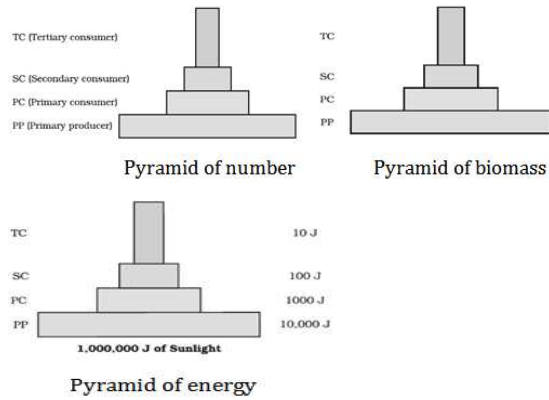 TC (Tertiary consumer)
SC (Secondary consumer)
PC (Primary consumer)
PP (Primary producer)
Pyramid of number
TC
SC
PC
PP
Pyramid of biomass
TC 10 J
SC 100 J
PC 1000 J
PP 10,000 J
1,000,000 J of Sunlight
Pyramid of energy